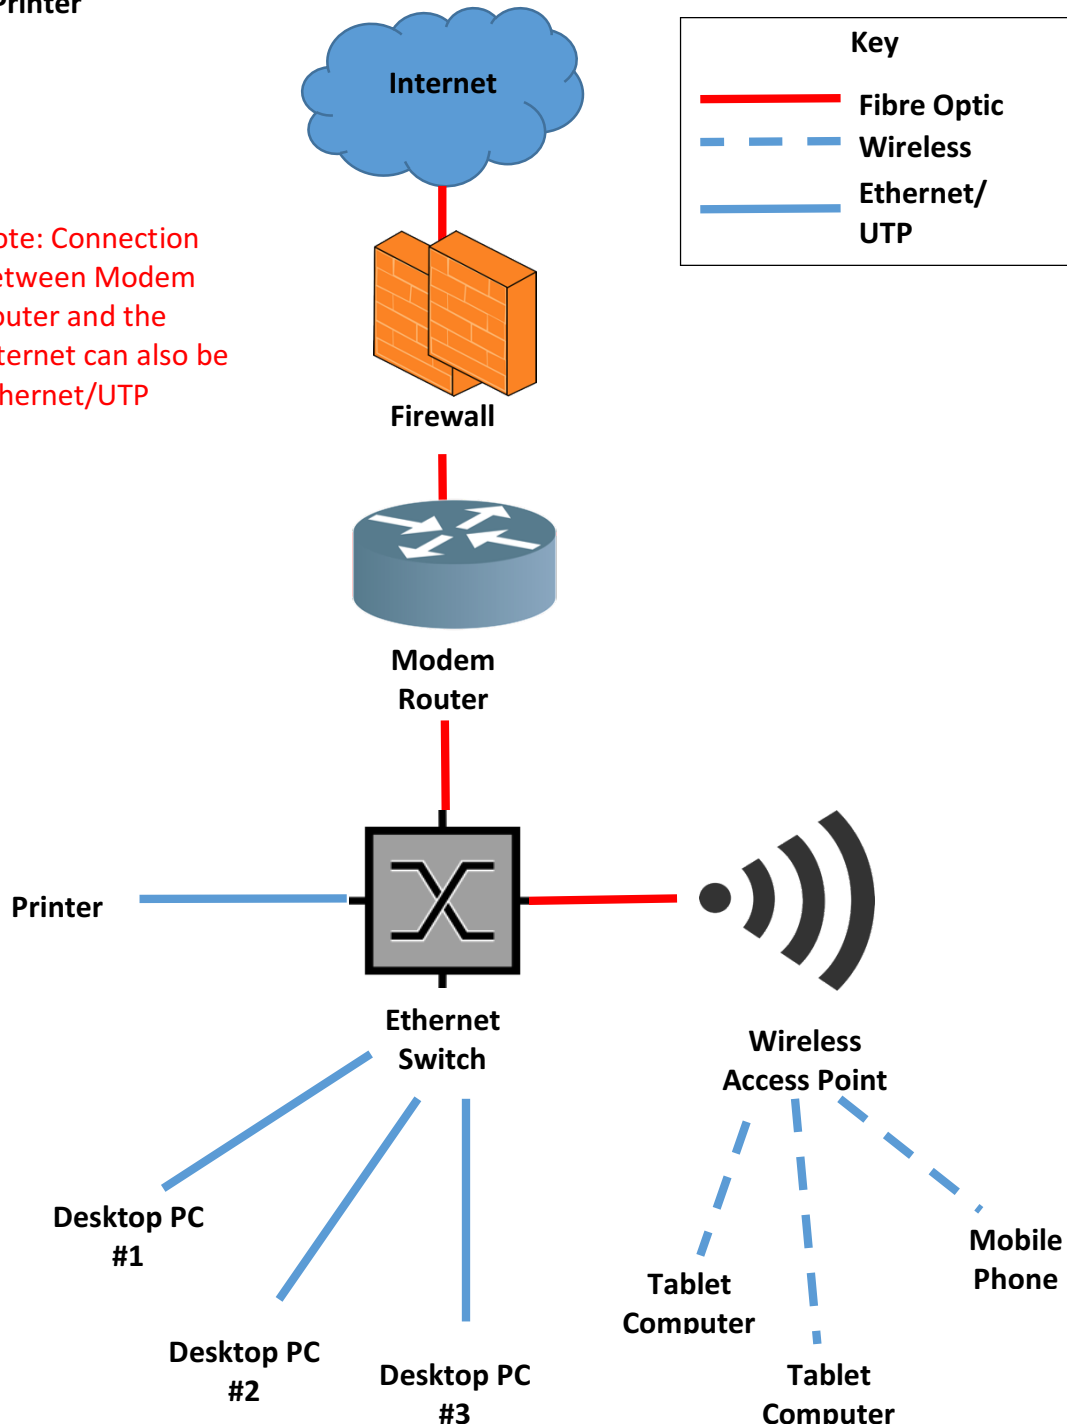 Printer
Internet
Key
Fibre Optic
Wireless
Ethernet/
UTP
ote: Connection
etween Modem
outer and the
ternet can also be
hernet/UTP
Firewall
Modem
Router
Printer
Ethernet
Switch
Wireless
Access Point
Desktop PC
#1
Mobile
Phone
Tablet
Computer
Desktop PC
#2
Desktop PC
#3
Tablet
Computer